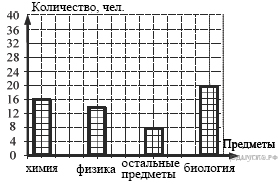 Количество, чел.
40
36
32
28
24
20
16
12
8
4
0
Предметы
химия
физика
остальные
предметы
биология